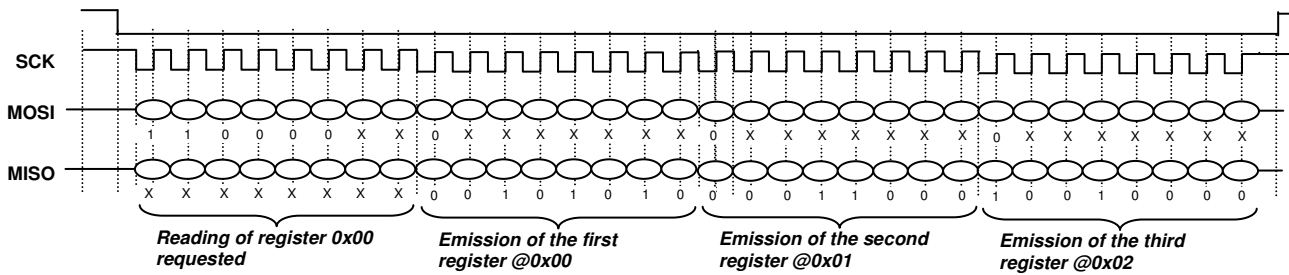 SCK
MOSI
1 1 0 0 0 0 X X 0 X X X X X X X 0 X X X X X X X 0 X X X X X X X
MISO
X X X X X X X X 0 0 1 0 1 0 1 0 0 0 0 1 1 0 0 0 1 0 0 1 0 0 0 0
Reading of register 0x00
requested
Emission of the first
register @0x00
Emission of the second
register @0x01
Emission of the third
register @0x02